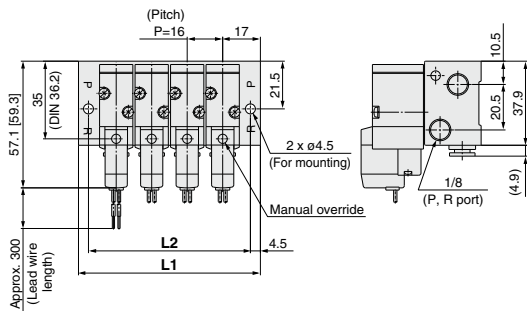 (Pitch)
P=16
17
10.5
57.1 [59.3]
35
(DIN 36.2)
P
P
21.5
20.5
37.9
R
R
2 x ø4.5
(For mounting)
(4.9)
1/8
(P, R port)
Manual override
Approx. 300
(Lead wire
length)
L2
4.5
L1